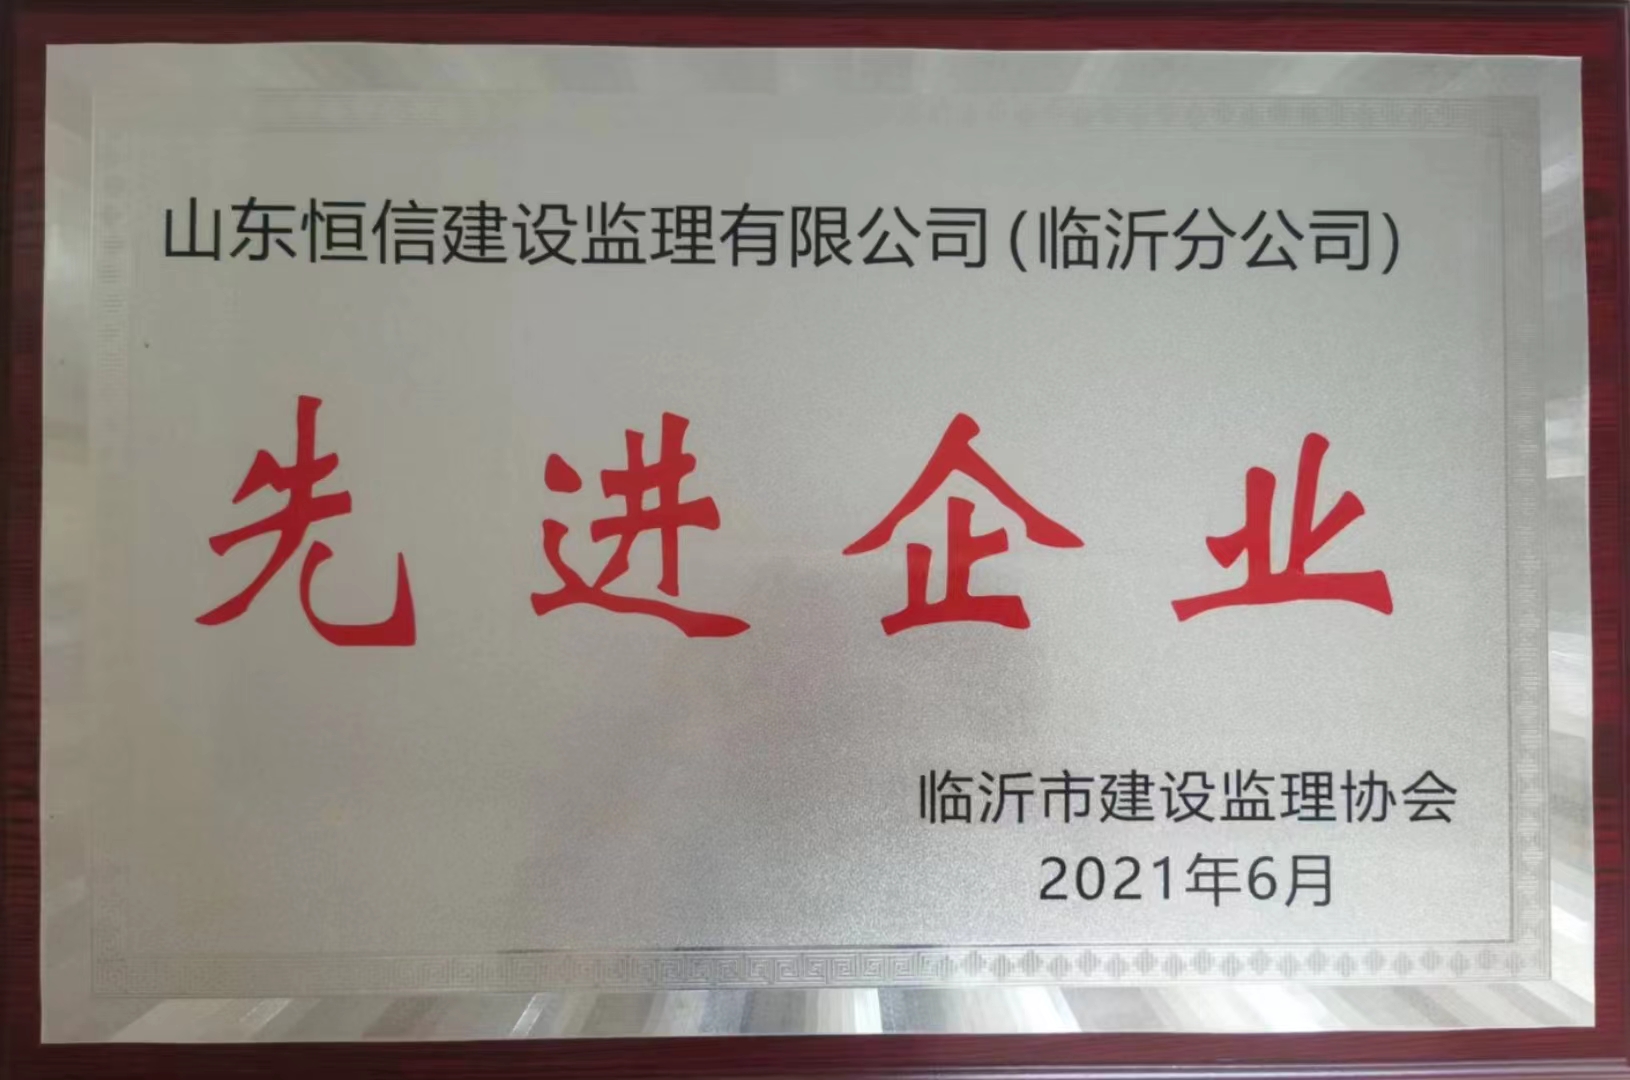 山东恒信建设监理有限公司(临沂分公司)
先进企业
临沂市建设监理协会
2021年6月